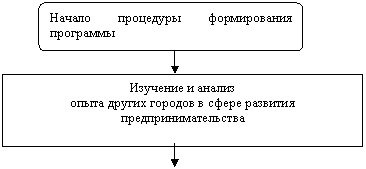 Начало процедуры формирования
программы
Изучение и анализ
опыта других городов в сфере развития
предпринимательства